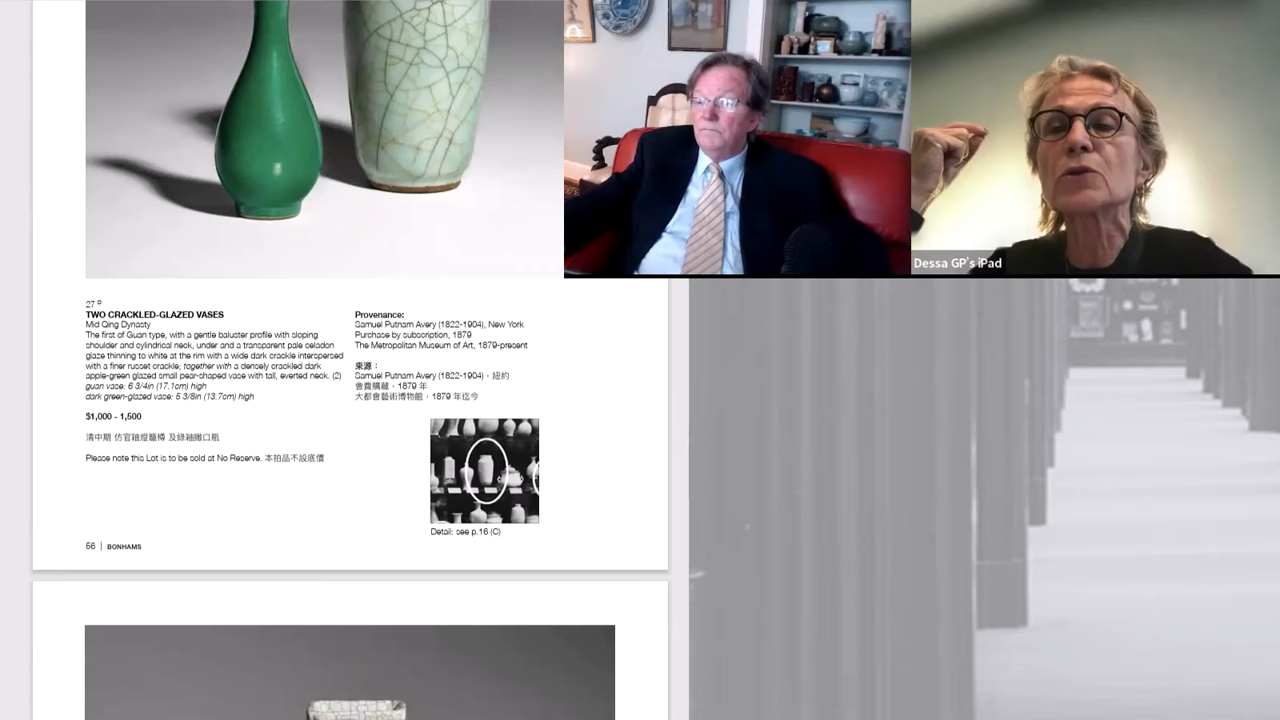 Dessa GP's iPad
27 º
TWO CRACKLED-GLAZED VASES
Mid Qing Dynasty
The first of Guan type, with a gentle baluster profile with sloping
shoulder and cylindrical neck, under and a transparent pale celadon
glaze thinning to white at the rim with a wide dark crackle interspersed
with a finer russet crackle; together with a densely crackled dark
apple-green glazed small pear-shaped vase with tall, everted neck. (2)
guan vase: 6 3/4in (17.1cm) high
dark green-glazed vase: 5 3/8in (13.7cm) high
$1,000 - 1,500
清中期 仿官釉燈籠樽 及綠釉撇口瓶
Please note this Lot is to be sold at No Reserve. 本拍品不設底價
Provenance:
Samuel Putnam Avery (1822-1904), New York
Purchase by subscription, 1879
The Metropolitan Museum of Art, 1879-present
來源：
Samuel Putnam Avery (1822-1904)，紐約
會費購藏，1879 年
大都會藝術博物館，1879 年迄今
Detail: see p.16 (C)
56 | BONHAMS